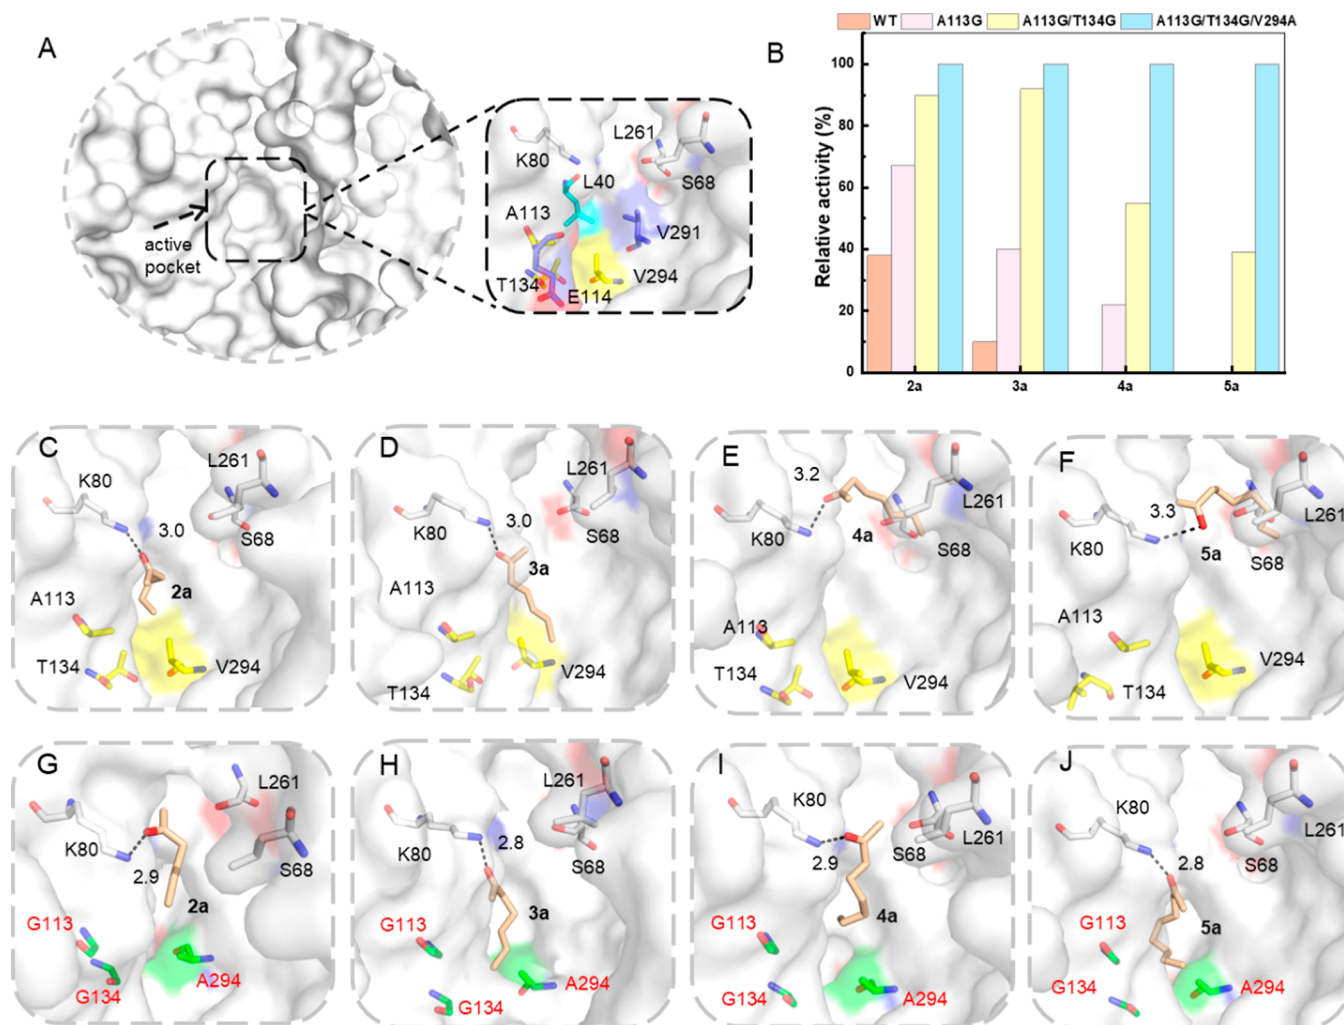 A
active
pocket
K80
L261
L40
S68
A113
V291
T134
V294
E114
WT A113G A113G/T134G A113G/T134G/V294A
B
Relative activity (%)
100
80
60
40
20
0
2a 3a 4a 5a
C
L261
K80
3.0
S68
2a
A113
T134
V294
D
L261
K80
3.0
S68
3a
A113
V294
T134
E
3.2
L261
K80
4a
S68
A113
T134
V294
F
3.3
L261
K80
5a
S68
A113
V294
T134
G
L261
K80
S68
2.9
2a
G113
G134
A294
H
L261
K80
2.8
S68
3a
G113
A294
G134
I
K80
L261
S68
2.9
4a
G113
G134
A294
J
K80
L261
2.8
S68
5a
G113
G134
A294